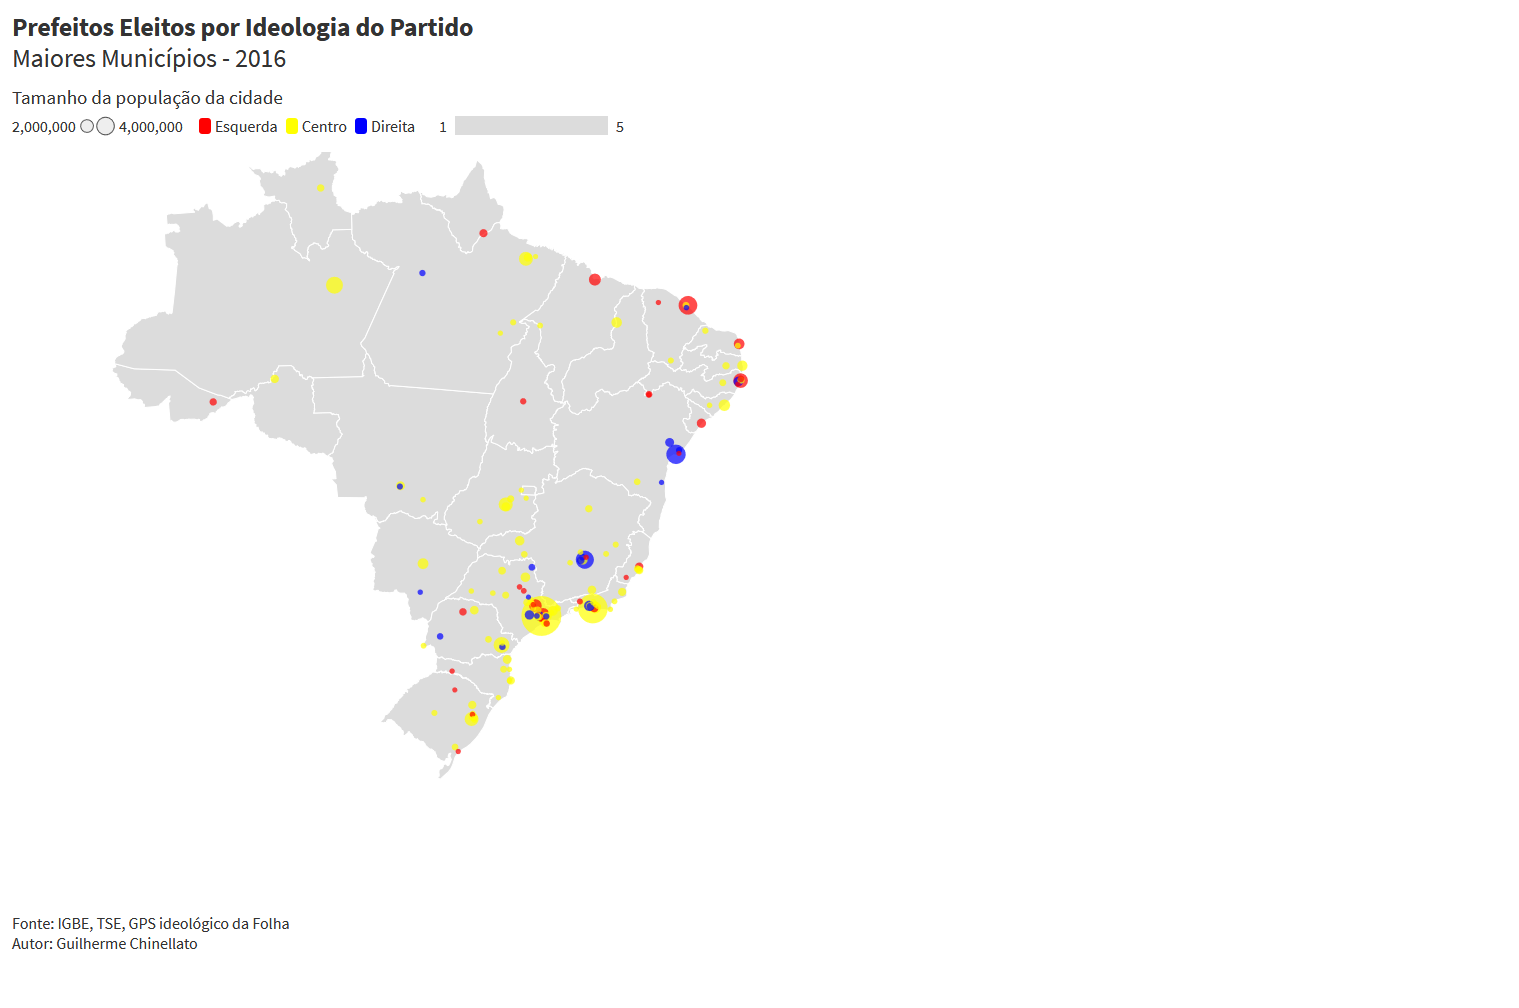 Prefeitos Eleitos por Ideologia do Partido
Maiores Municípios - 2016
Tamanho da população da cidade
2,000,000 4,000,000 Esquerda Centro Direita 1 5
Fonte: IGBE, TSE, GPS ideológico da Folha
Autor: Guilherme Chinellato